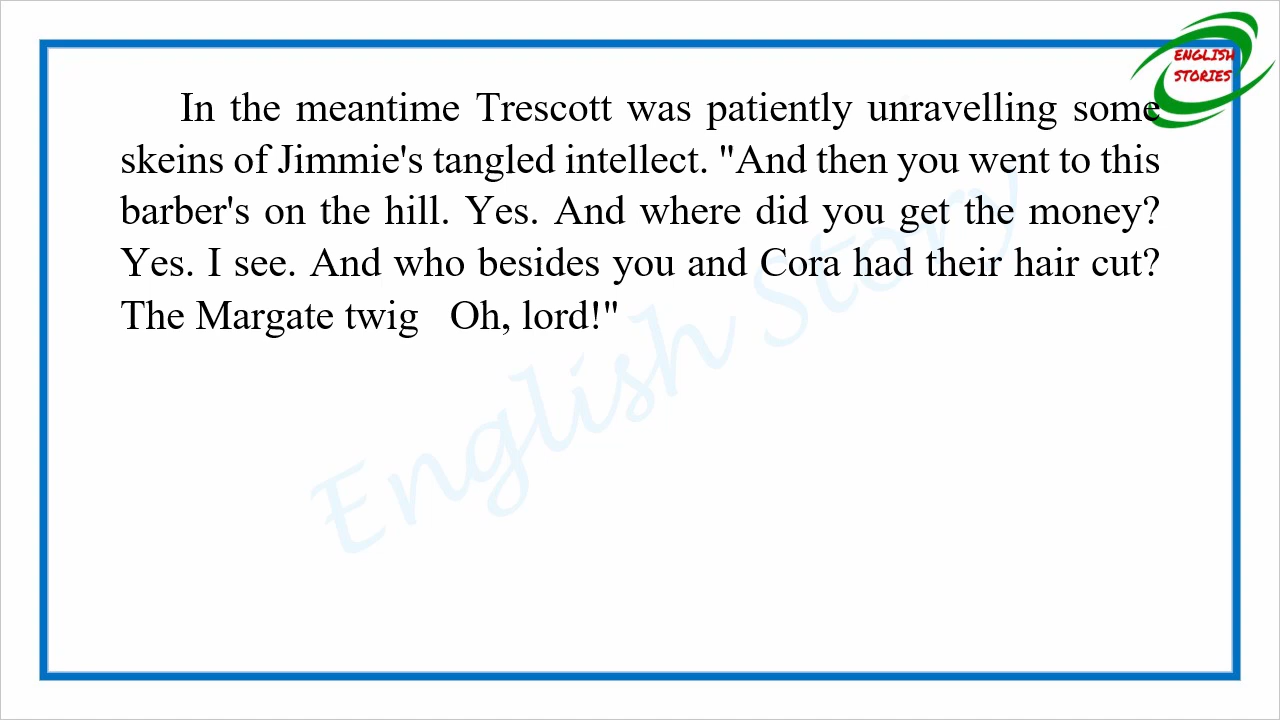 ENGLISH
STORIES
In the meantime Trescott was patiently unravelling some
skeins of Jimmie's tangled intellect. "And then you went to this
barber's on the hill. Yes. And where did you get the money?
Yes. I see. And who besides you and Cora had their hair cut?
The Margate twig   Oh, lord!"
English Story